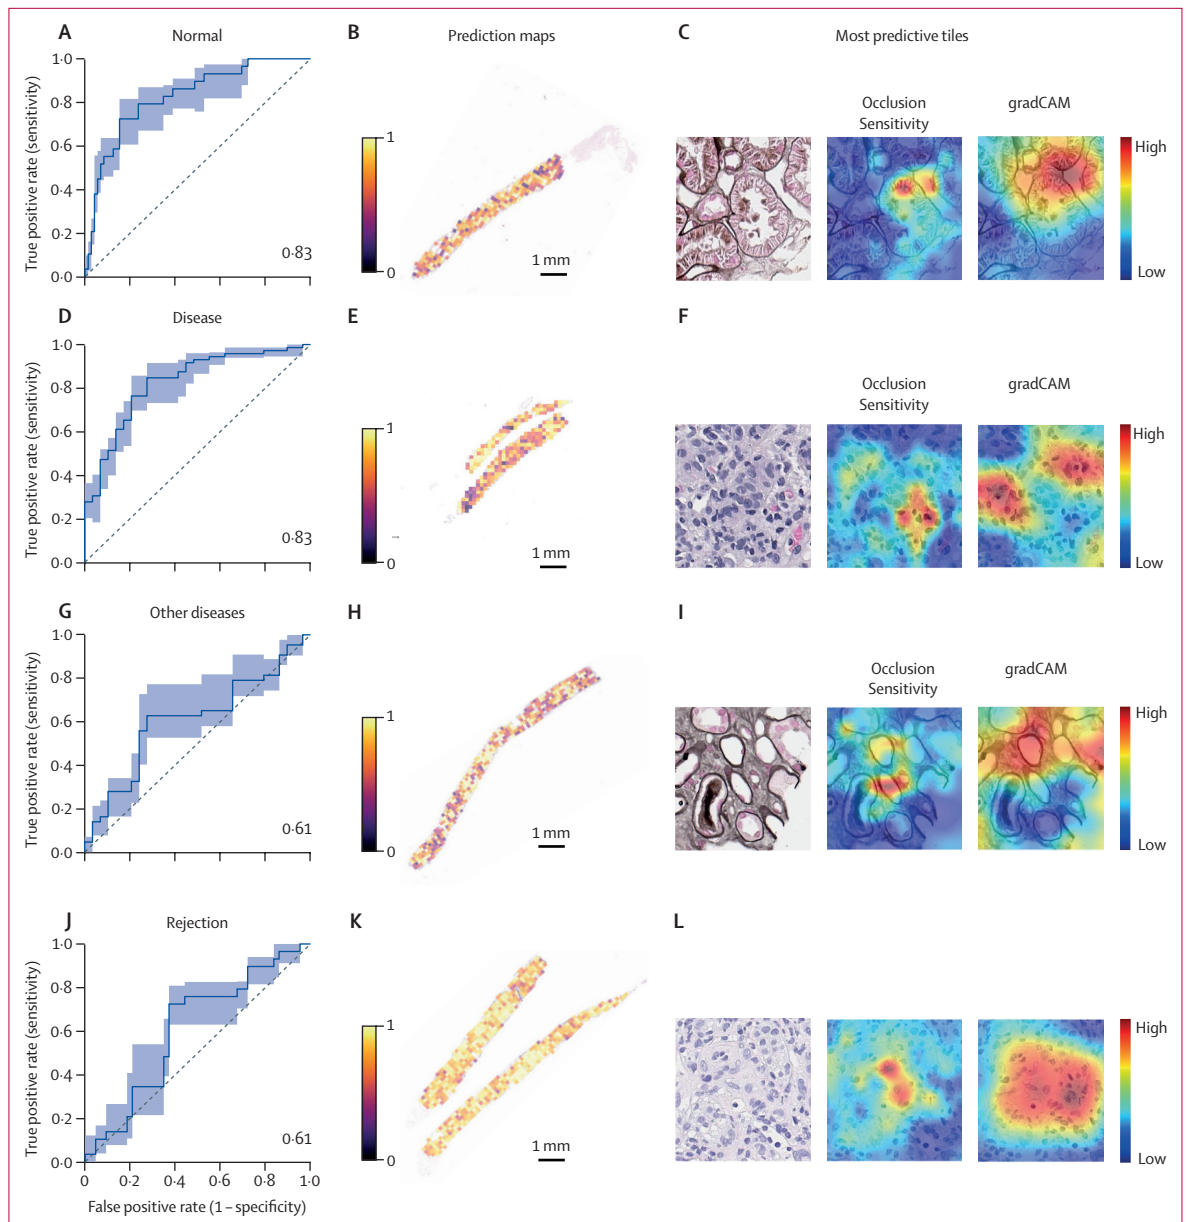 A
Normal
B
Prediction maps
C
Most predictive tiles
True positive rate (sensitivity)
1·0
0·8
0·6
0·4
0·2
0·0
0·83
1
0
1 mm
Occlusion
Sensitivity
gradCAM
High
Low
D
Disease
E
F
True positive rate (sensitivity)
1·0
0·8
0·6
0·4
0·2
0·0
0·83
1
0
1 mm
Occlusion
Sensitivity
gradCAM
High
Low
G
Other diseases
H
I
True positive rate (sensitivity)
1·0
0·8
0·6
0·4
0·2
0·0
0·61
1
0
1 mm
Occlusion
Sensitivity
gradCAM
High
Low
J
Rejection
K
L
True positive rate (sensitivity)
1·0
0·8
0·6
0·4
0·2
0·0
0·61
0 0·2 0·4 0·6 0·8 1·0
False positive rate (1 – specificity)
1
0
1 mm
High
Low